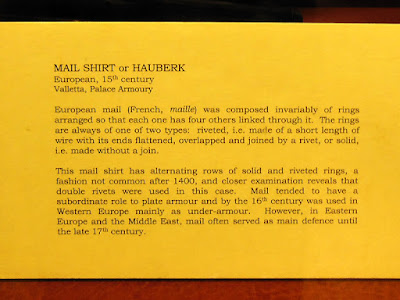 MAIL SHIRT or HAUBERK
European, 15th century
Valletta, Palace Armoury
European mail (French, maille) was composed invariably of rings
arranged so that each one has four others linked through it. The rings
are always of one of two types: riveted, i.e. made of a short length of
wire with its ends flattened, overlapped and joined by a rivet, or solid,
i.e. made without a join.
This mail shirt has alternating rows of solid and riveted rings, a
fashion not common after 1400, and closer examination reveals that
double rivets were used in this case. Mail tended to have a
subordinate role to plate armour and by the 16th century was used in
Western Europe mainly as under-armour. However, in Eastern
Europe and the Middle East, mail often served as main defence until
the late 17th century.